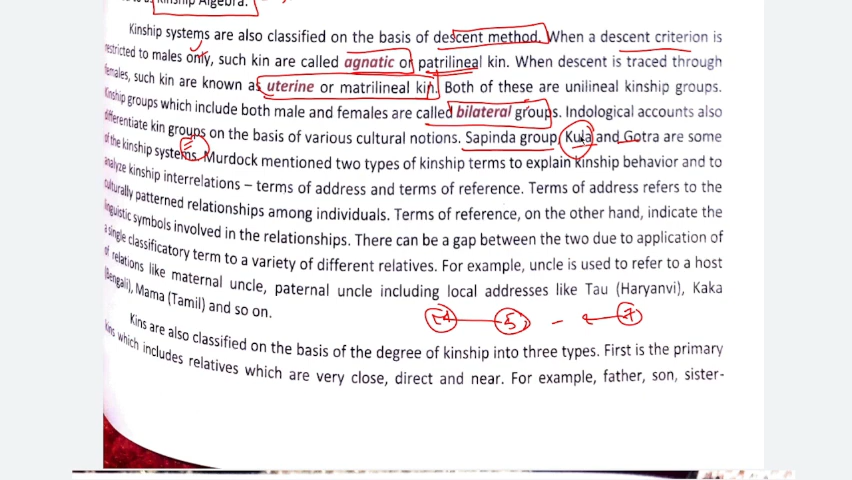 Kinship Algebra.
Kinship systems are also classified on the basis of descent method. When a descent criterion is
restricted to males only, such kin are called agnatic or patrilineal kin. When descent is traced through
females, such kin are known as uterine or matrilineal kin. Both of these are unilineal kinship groups.
Kinship groups which include both male and females are called bilateral groups. Indological accounts also
differentiate kin groups on the basis of various cultural notions. Sapinda group, Kula and Gotra are some
of the kinship systems. Murdock mentioned two types of kinship terms to explain kinship behavior and to
analyze kinship interrelations – terms of address and terms of reference. Terms of address refers to the
culturally patterned relationships among individuals. Terms of reference, on the other hand, indicate the
linguistic symbols involved in the relationships. There can be a gap between the two due to application of
a single classificatory term to a variety of different relatives. For example, uncle is used to refer to a host
of relations like maternal uncle, paternal uncle including local addresses like Tau (Haryanvi), Kaka
(Bengali), Mama (Tamil) and so on.
5 – 7
Kins are also classified on the basis of the degree of kinship into three types. First is the primary
kins which includes relatives which are very close, direct and near. For example, father, son, sister-